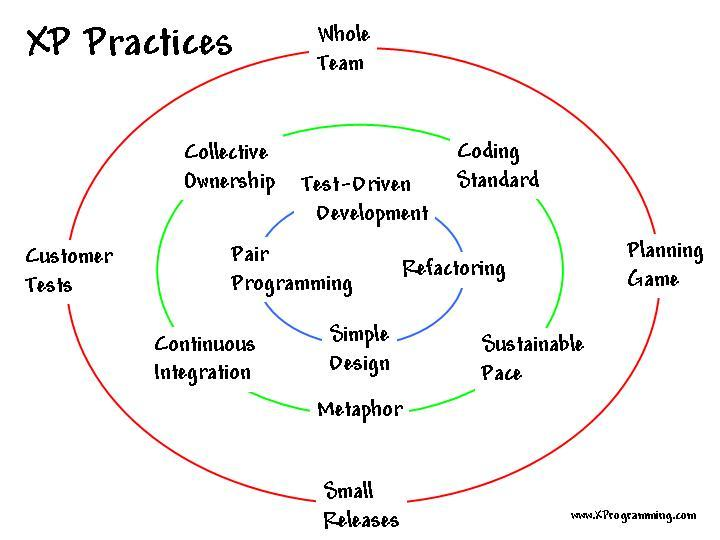 XP Practices
Whole
Team
Collective
Ownership
Coding
Standard
Test-Driven
Development
Customer
Tests
Pair
Programming
Refactoring
Planning
Game
Continuous
Integration
Simple
Design
Sustainable
Pace
Metaphor
Small
Releases
www.XProgramming.com